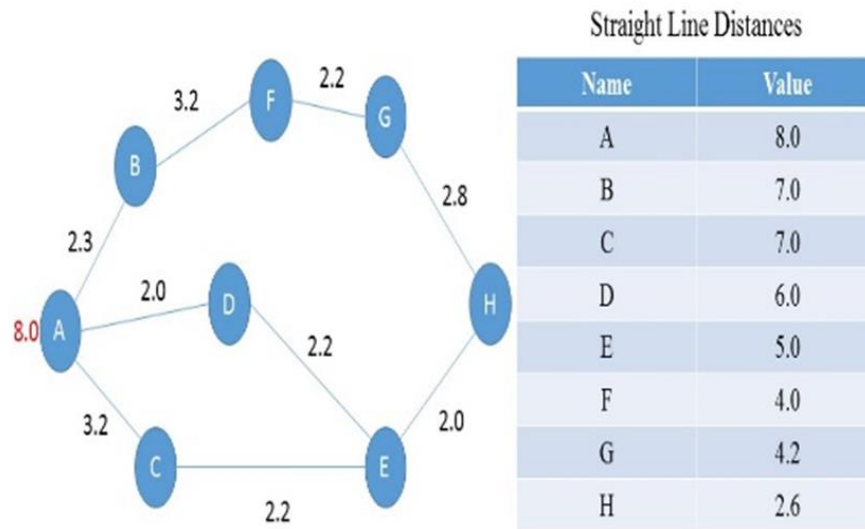 Straight Line Distances
Name Value
A 8.0
B 7.0
C 7.0
D 6.0
E 5.0
F 4.0
G 4.2
H 2.6
F
2.2
3.2
G
B
2.8
2.3
2.0
D
H
8.0 A
2.2
3.2
2.0
C
E
2.2